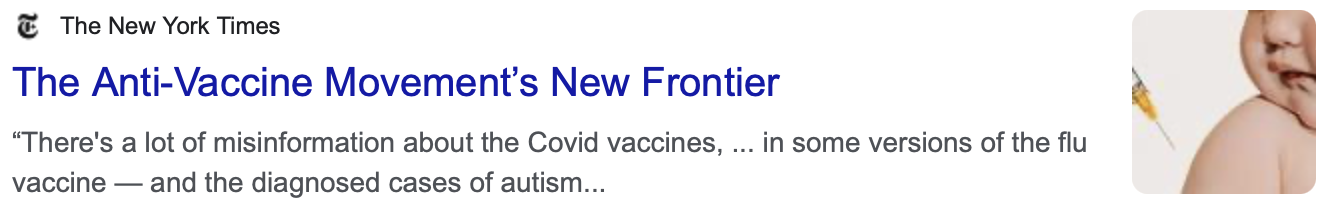 The New York Times
The Anti-Vaccine Movement’s New Frontier
“There's a lot of misinformation about the Covid vaccines, ... in some versions of the flu
vaccine — and the diagnosed cases of autism...